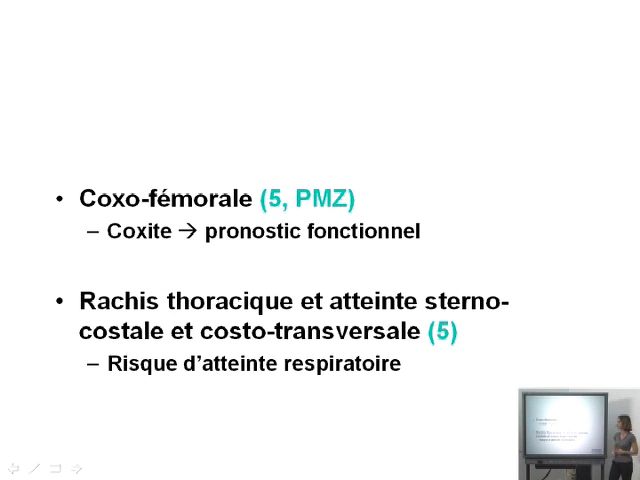 • Coxo-fémorale (5, PMZ)
– Coxite → pronostic fonctionnel
• Rachis thoracique et atteinte sterno-
costale et costo-transversale (5)
– Risque d'atteinte respiratoire